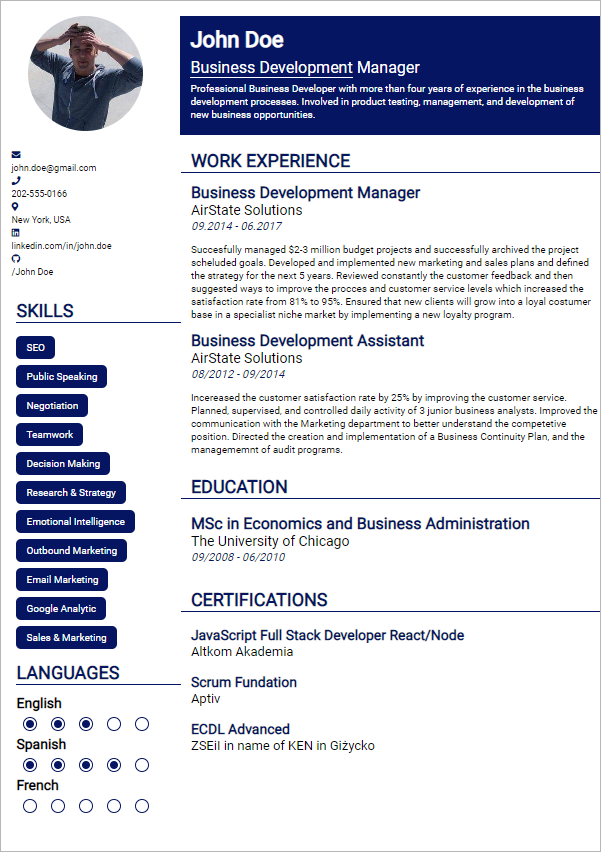 John Doe
Business Development Manager
Professional Business Developer with more than four years of experience in the business
development processes. Involved in product testing, management, and development of
new business opportunities.
john.doe@gmail.com
202-555-0166
New York, USA
linkedin.com/in/john.doe
/John Doe
SKILLS
SEO
Public Speaking
Negotiation
Teamwork
Decision Making
Research & Strategy
Emotional Intelligence
Outbound Marketing
Email Marketing
Google Analytic
Sales & Marketing
LANGUAGES
English
Spanish
French
WORK EXPERIENCE
Business Development Manager
AirState Solutions
09.2014 - 06.2017
Succesfully managed $2-3 million budget projects and successfully archived the project
scheluded goals. Developed and implemented new marketing and sales plans and defined
the strategy for the next 5 years. Reviewed constantly the customer feedback and then
suggested ways to improve the procces and customer service levels which increased the
satisfaction rate from 81% to 95%. Ensured that new clients will grow into a loyal costumer
base in a specialist niche market by implementing a new loyalty program.
Business Development Assistant
AirState Solutions
08/2012 - 09/2014
Incereased the customer satisfaction rate by 25% by improving the customer service.
Planned, supervised, and controlled daily activity of 3 junior business analysts. Improved the
communication with the Marketing department to better understand the competetive
position. Directed the creation and implementation of a Business Continuity Plan, and the
managememnt of audit programs.
EDUCATION
MSc in Economics and Business Administration
The University of Chicago
09/2008 - 06/2010
CERTIFICATIONS
JavaScript Full Stack Developer React/Node
Altkom Akademia
Scrum Fundation
Aptiv
ECDL Advanced
ZSEiI in name of KEN in Giżycko